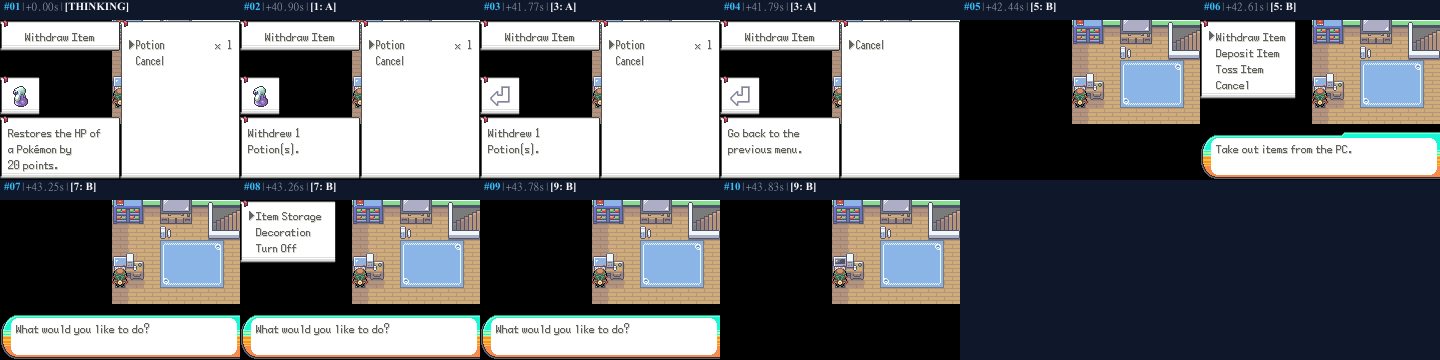 #01|+0.00s|[THINKING]
Withdraw Item
▶Potion × 1
Cancel
Restores the HP of
a Pokémon by
20 points.
#02|+40.90s|[1: A]
Withdraw Item
▶Potion × 1
Cancel
Withdrew 1
Potion(s).
#03|+41.77s|[3: A]
Withdraw Item
▶Potion × 1
Cancel
Withdrew 1
Potion(s).
#04|+41.79s|[3: A]
Withdraw Item
▶Cancel
Go back to the
previous menu.
#05|+42.44s|[5: B]
#06|+42.61s|[5: B]
▶Withdraw Item
Deposit Item
Toss Item
Cancel
Take out items from the PC.
#07|+43.25s|[7: B]
What would you like to do?
#08|+43.26s|[7: B]
▶Item Storage
Decoration
Turn Off
What would you like to do?
#09|+43.78s|[9: B]
What would you like to do?
#10|+43.83s|[9: B]